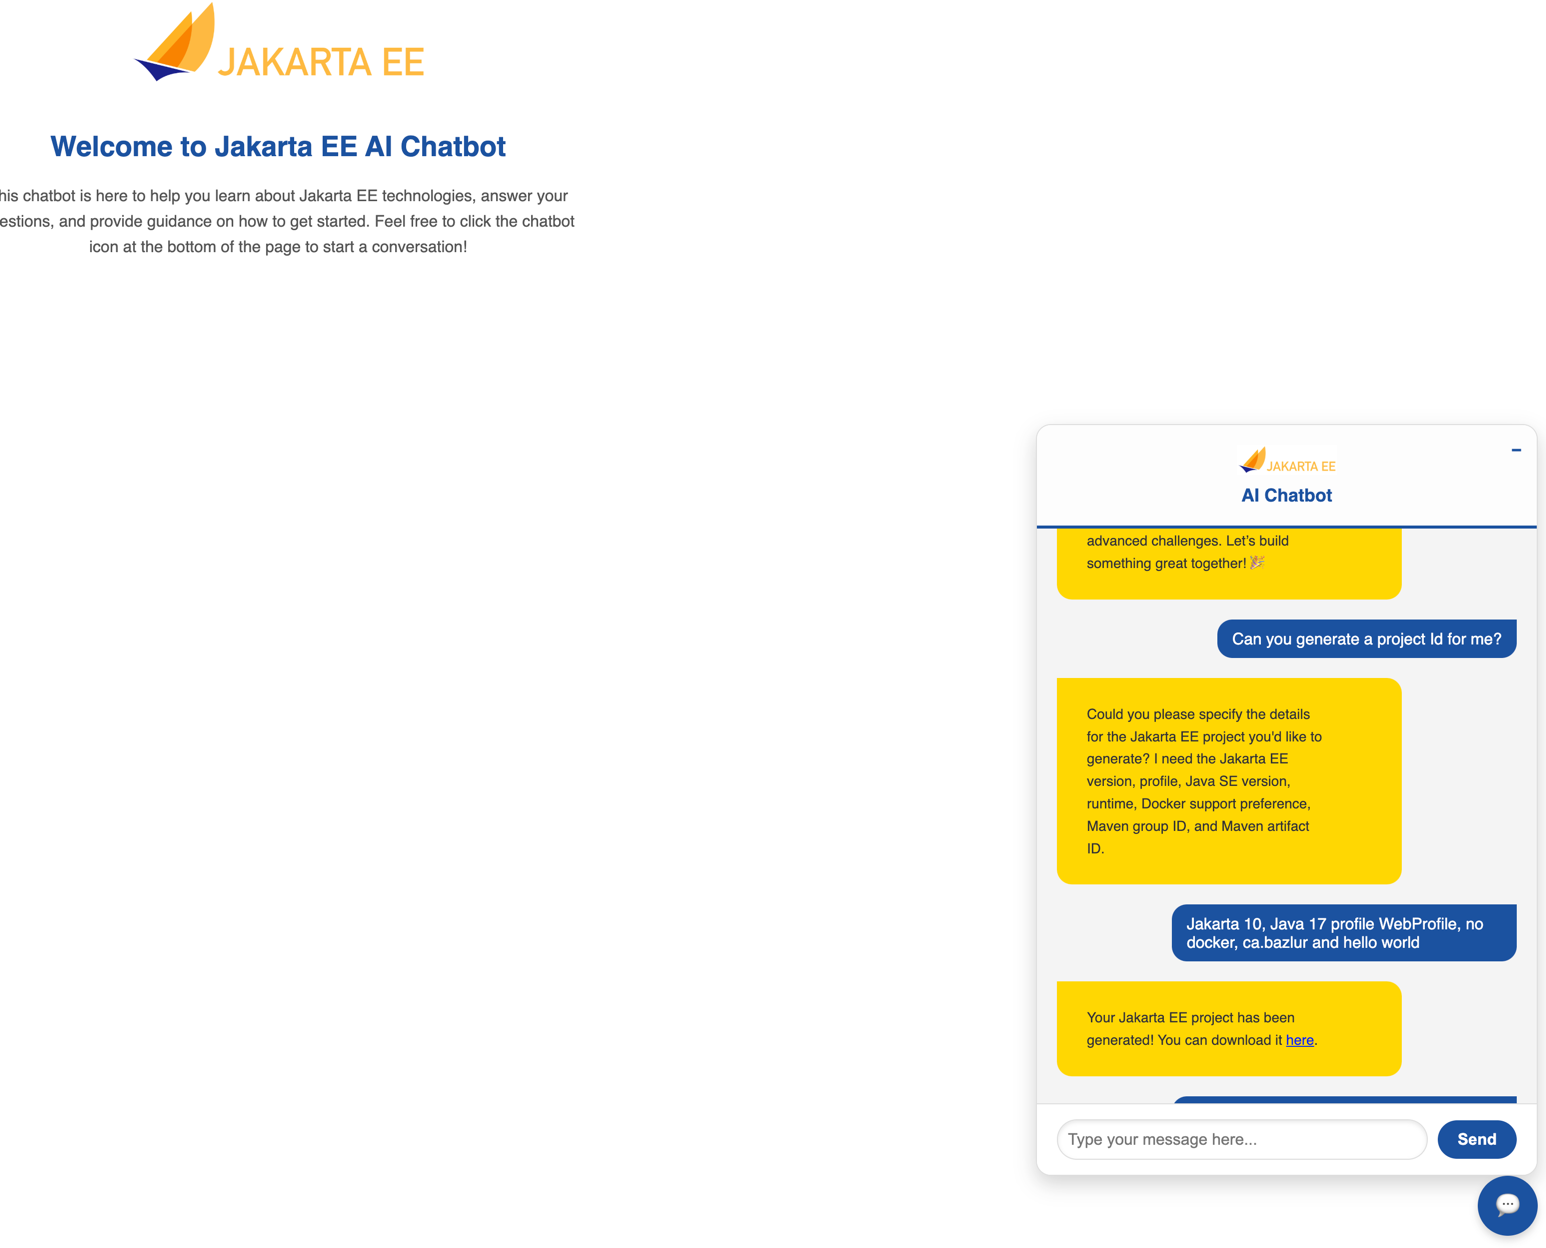 JAKARTA EE
Welcome to Jakarta EE AI Chatbot
his chatbot is here to help you learn about Jakarta EE technologies, answer your
estions, and provide guidance on how to get started. Feel free to click the chatbot
icon at the bottom of the page to start a conversation!
JAKARTA EE
AI Chatbot
advanced challenges. Let's build
something great together! 🎉
Can you generate a project Id for me?
Could you please specify the details
for the Jakarta EE project you'd like to
generate? I need the Jakarta EE
version, profile, Java SE version,
runtime, Docker support preference,
Maven group ID, and Maven artifact
ID.
Jakarta 10, Java 17 profile WebProfile, no
docker, ca.bazlur and hello world
Your Jakarta EE project has been
generated! You can download it here.
Type your message here...
Send